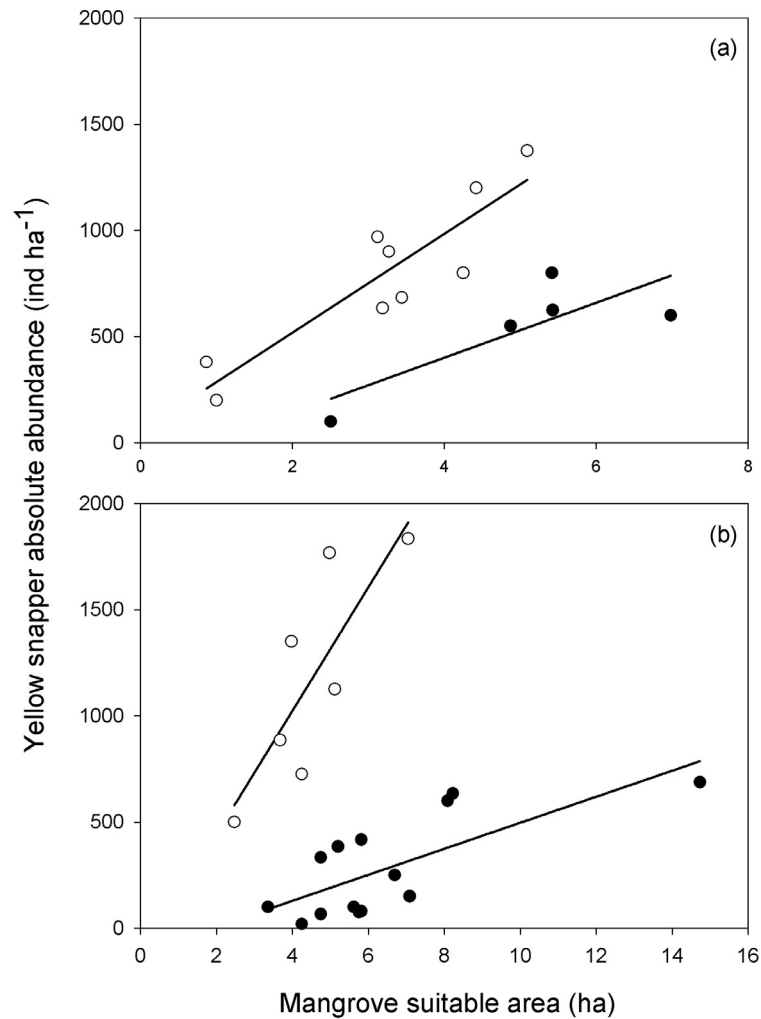 2000
(a)
1500
1000
500
0
0 2 4 6 8
Yellow snapper absolute abundance (ind ha-1)
2000
(b)
1500
1000
500
0
0 2 4 6 8 10 12 14 16
Mangrove suitable area (ha)